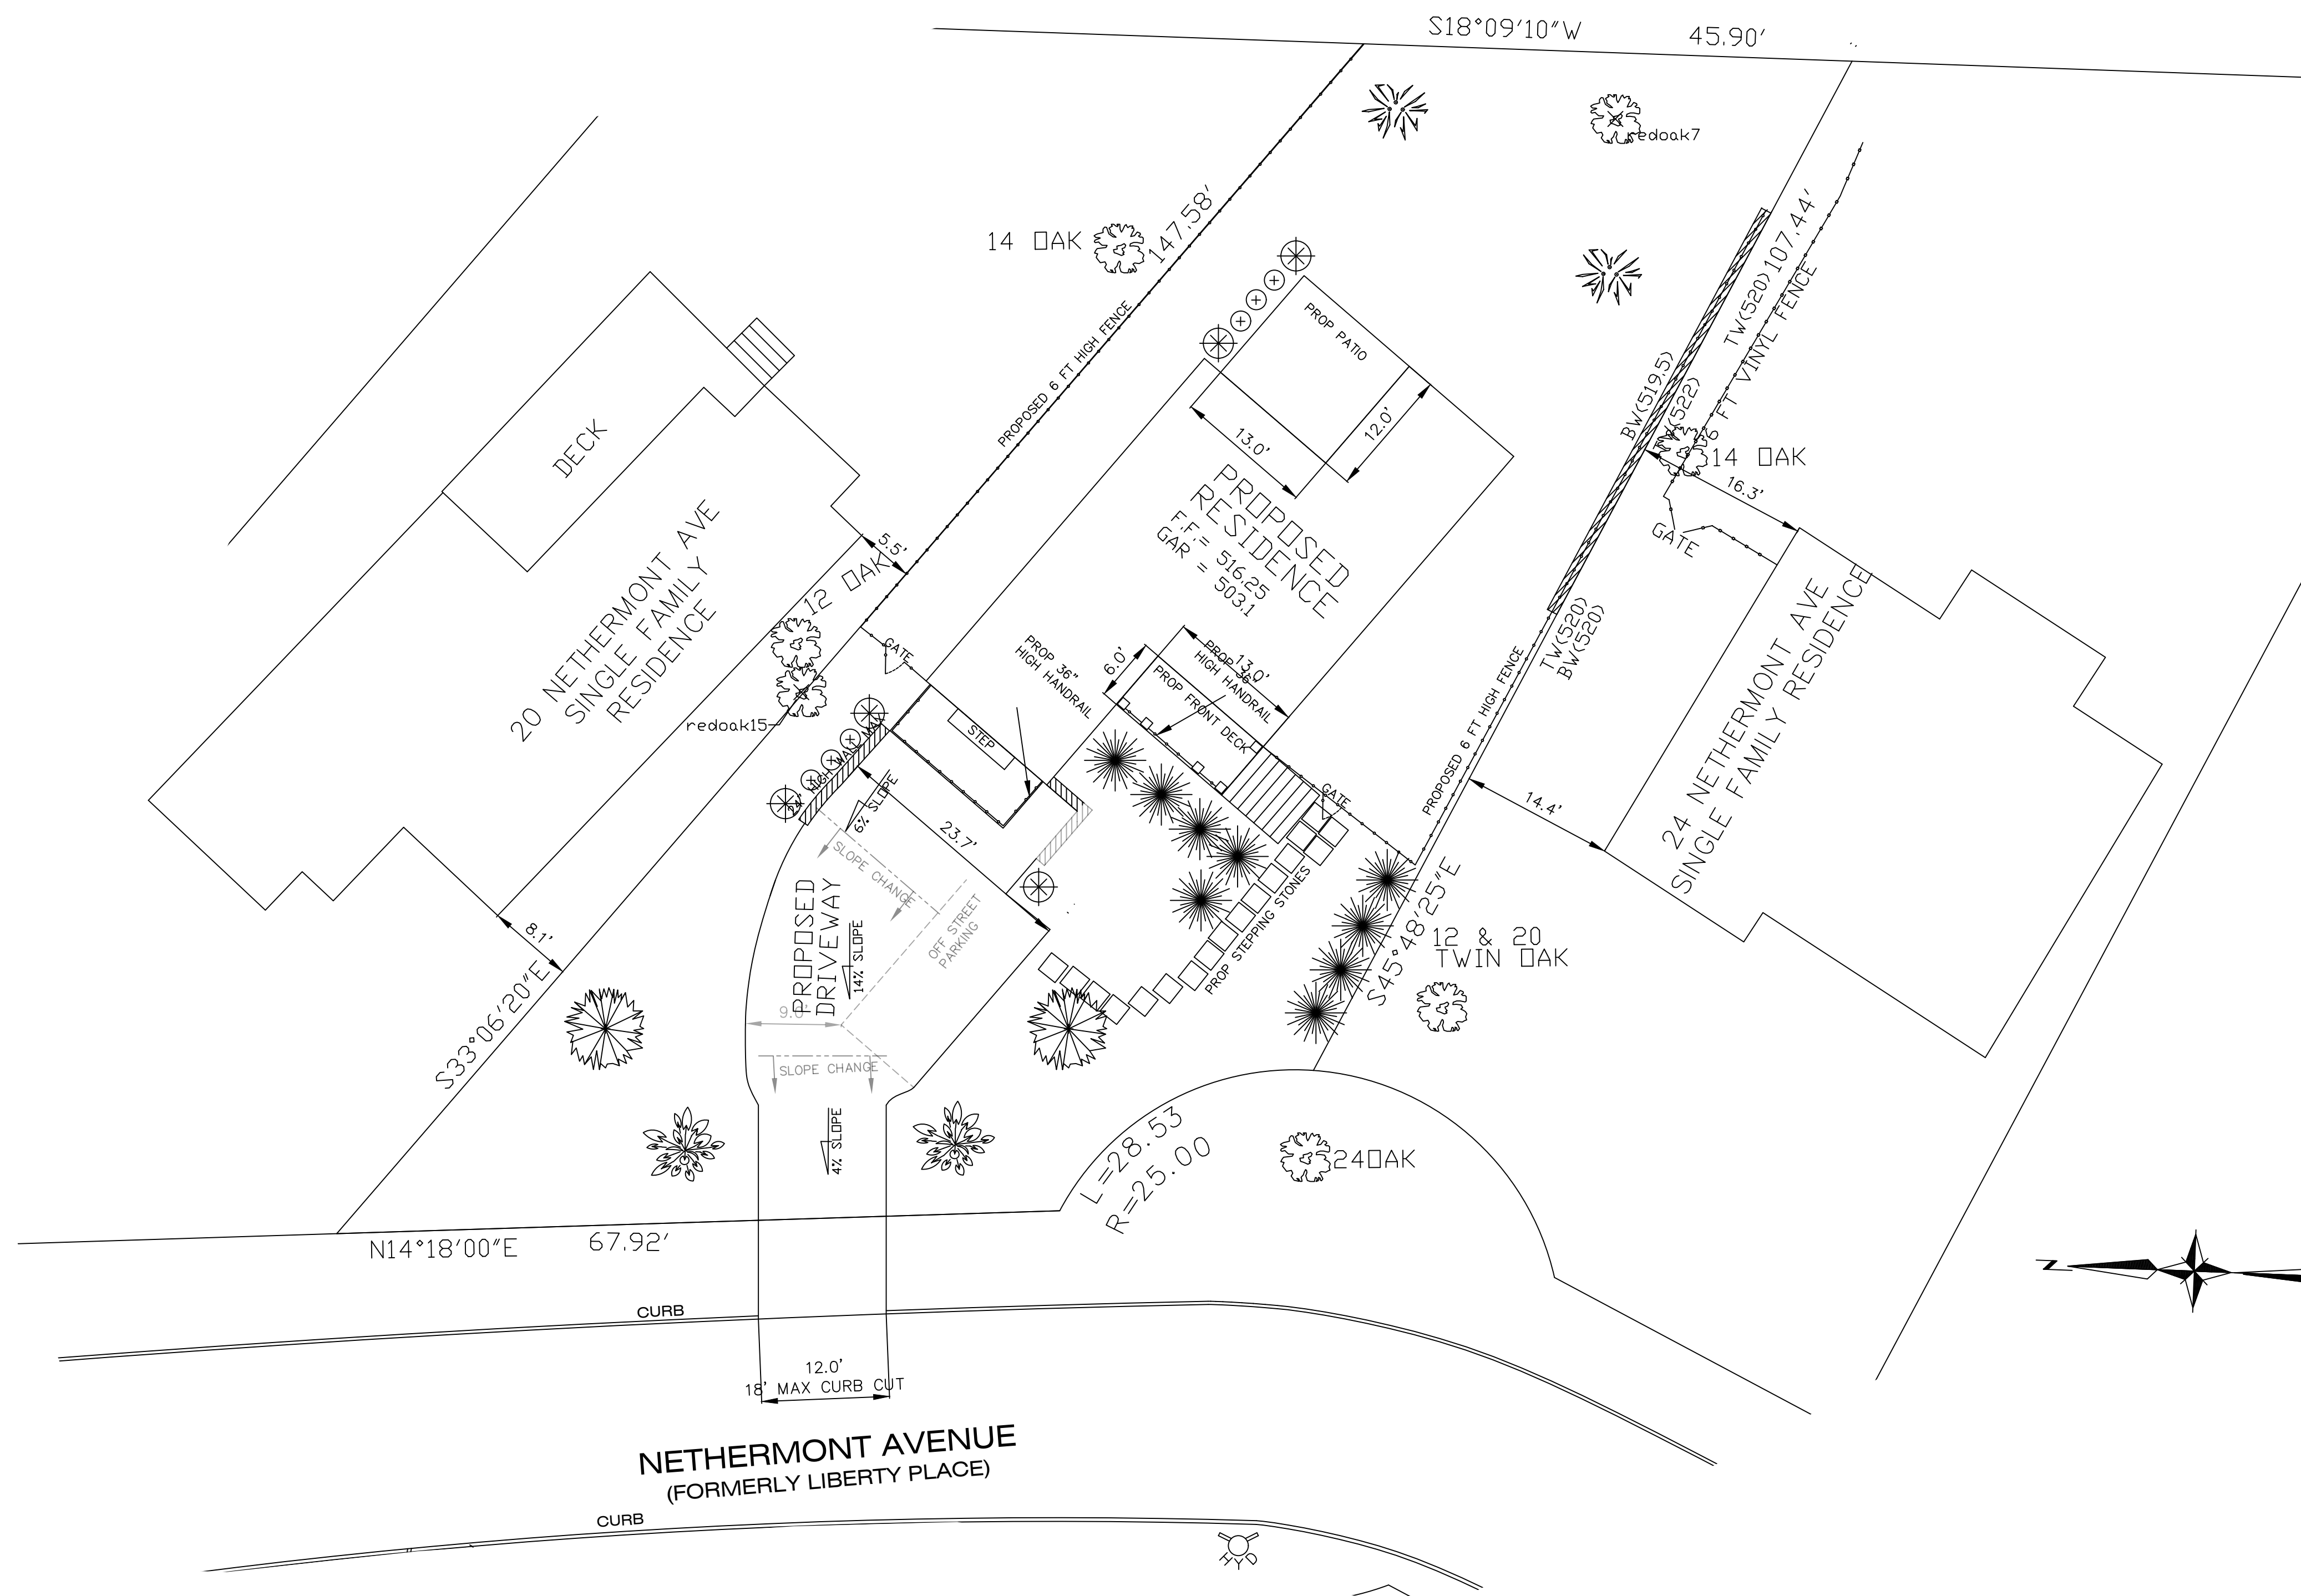 S18°09'10"W 45.90'
redoak7
14 OAK
147.58'
PROPOSED 6 FT HIGH FENCE
PROP PATIO
13.0'
12.0'
TW(520) 107.44'
6 FT VINYL FENCE
BW(519.5)
TW(522)
14 OAK
16.3'
GATE
DECK
20 NETHERMONT AVE
SINGLE FAMILY
RESIDENCE
5.5'
12 OAK
redoak15
GATE
PROPOSED
RESIDENCE
F.F.= 516.25
GAR = 503.1
PROP 36"
HIGH HANDRAIL
6.0'
PROP 36"
HIGH HANDRAIL
13.0'
PROP FRONT DECK
TW(520)
BW(520)
PROPOSED 6 FT HIGH FENCE
24 NETHERMONT AVE
SINGLE FAMILY RESIDENCE
STEP
24" HIGH WALL MAX
6% SLOPE
23.7'
GATE
14.4'
SLOPE CHANGE
PROPOSED
DRIVEWAY
14% SLOPE
OFF STREET
PARKING
PROP STEPPING STONES
8.1'
S33°06'20"E
S45°48'25"E
12 & 20
TWIN OAK
9.0'
SLOPE CHANGE
4% SLOPE
L=28.53
R=25.00
24OAK
N14°18'00"E 67.92'
N
CURB
12.0'
18' MAX CURB CUT
NETHERMONT AVENUE
(FORMERLY LIBERTY PLACE)
CURB
HYD